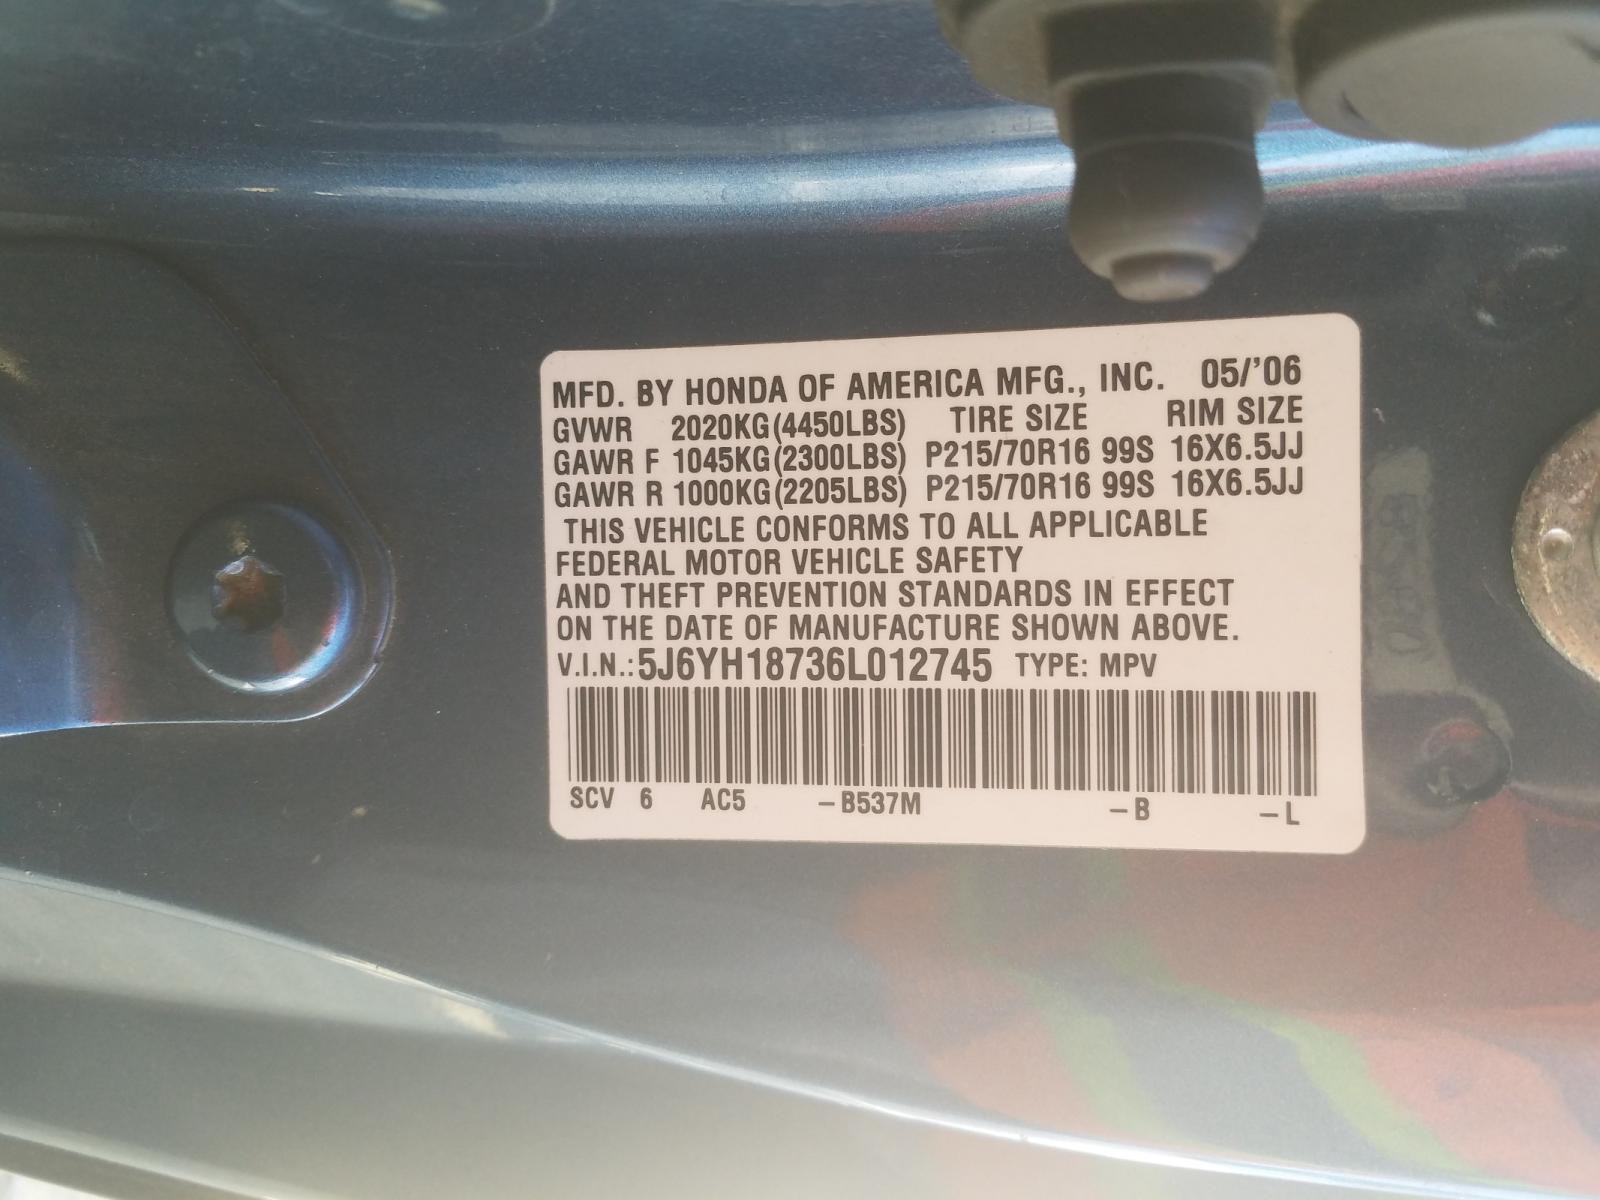 MFD. BY HONDA OF AMERICA MFG., INC. 05/'06
GVWR 2020KG(4450LBS) TIRE SIZE RIM SIZE
GAWR F 1045KG(2300LBS) P215/70R16 99S 16X6.5JJ
GAWR R 1000KG(2205LBS) P215/70R16 99S 16X6.5JJ
THIS VEHICLE CONFORMS TO ALL APPLICABLE
FEDERAL MOTOR VEHICLE SAFETY
AND THEFT PREVENTION STANDARDS IN EFFECT
ON THE DATE OF MANUFACTURE SHOWN ABOVE.
V.I.N.: 5J6YH18736L012745 TYPE: MPV
SCV 6 AC5 –B537M –B –L